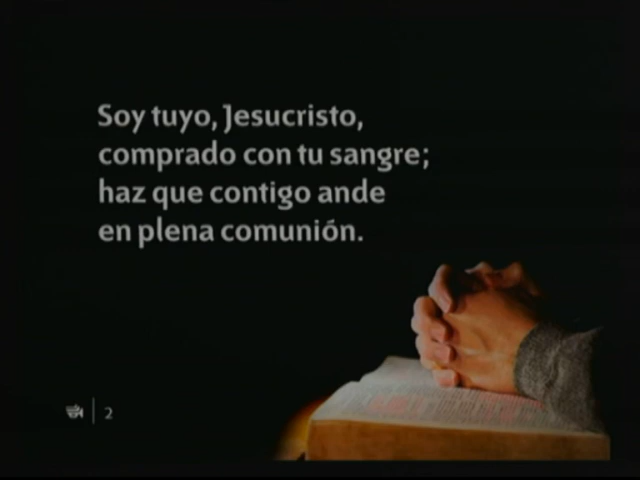 Soy tuyo, Jesucristo,
comprado con tu sangre;
haz que contigo ande
en plena comunión.
2